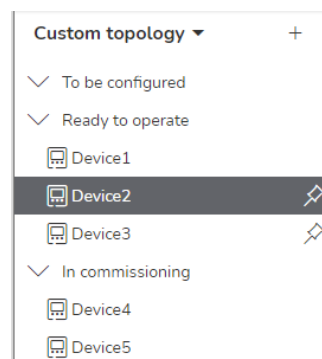 Custom topology
To be configured
Ready to operate
Device1
Device2
Device3
In commissioning
Device4
Device5